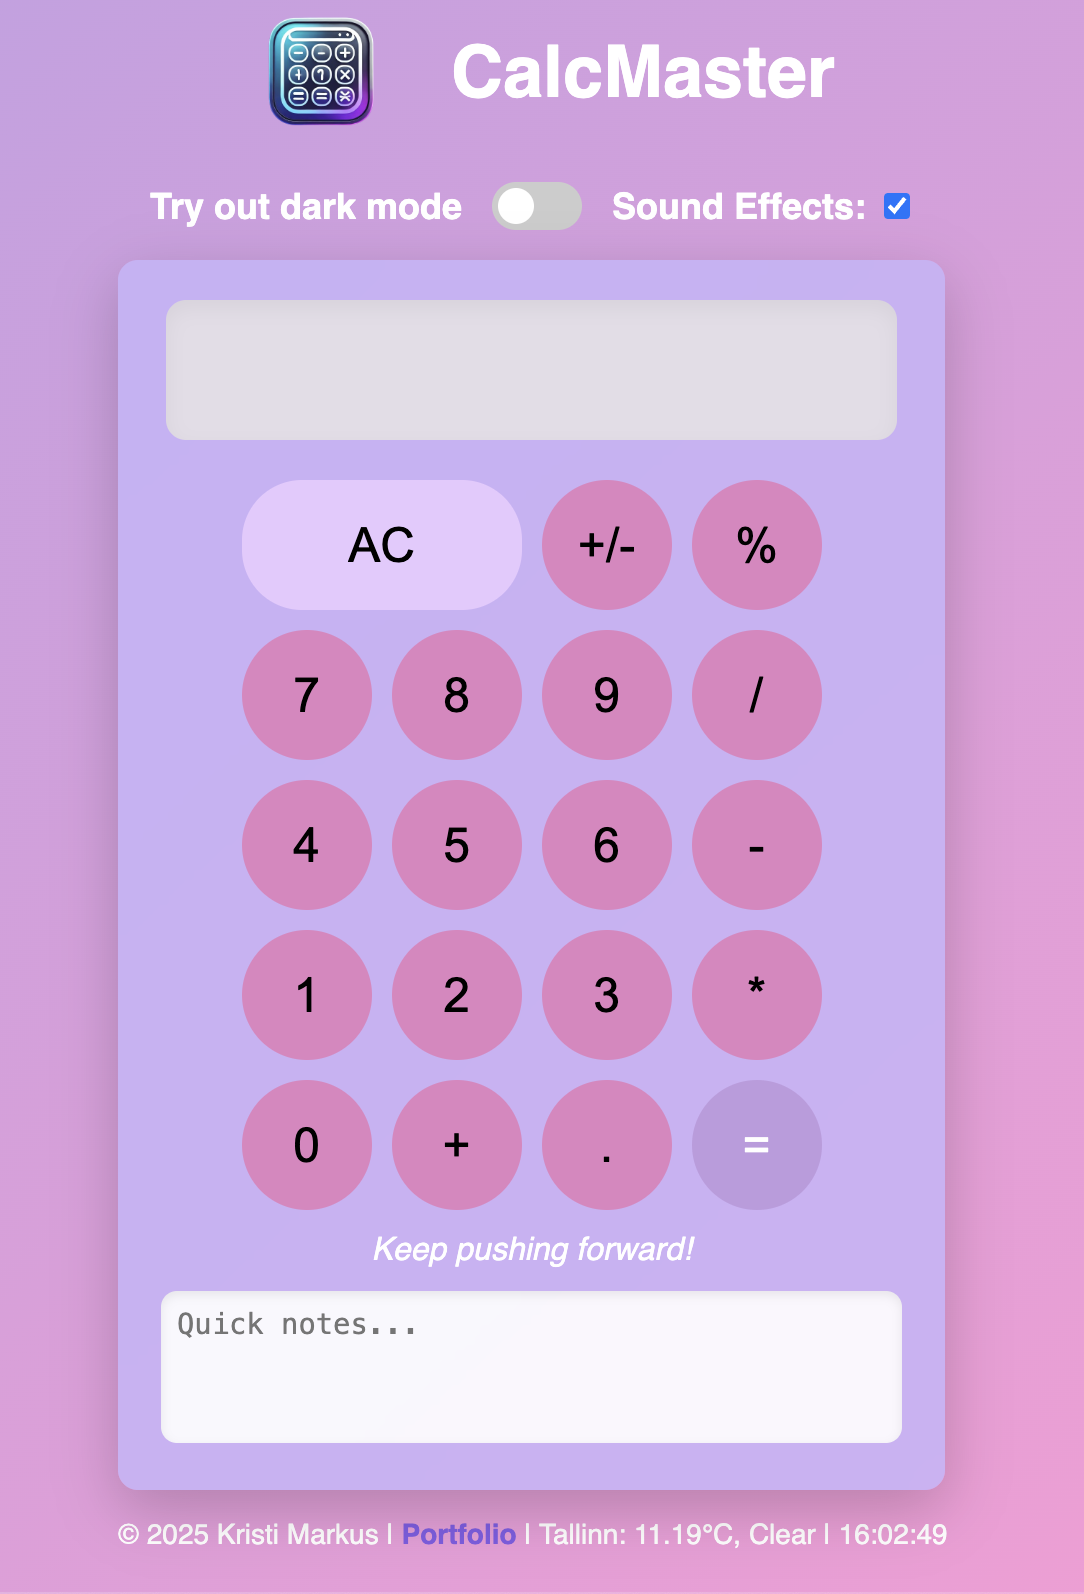 CalcMaster
Try out dark mode Sound Effects:
AC +/- %
7 8 9 /
4 5 6 -
1 2 3 *
0 + . =
Keep pushing forward!
Quick notes...
© 2025 Kristi Markus | Portfolio | Tallinn: 11.19°C, Clear | 16:02:49